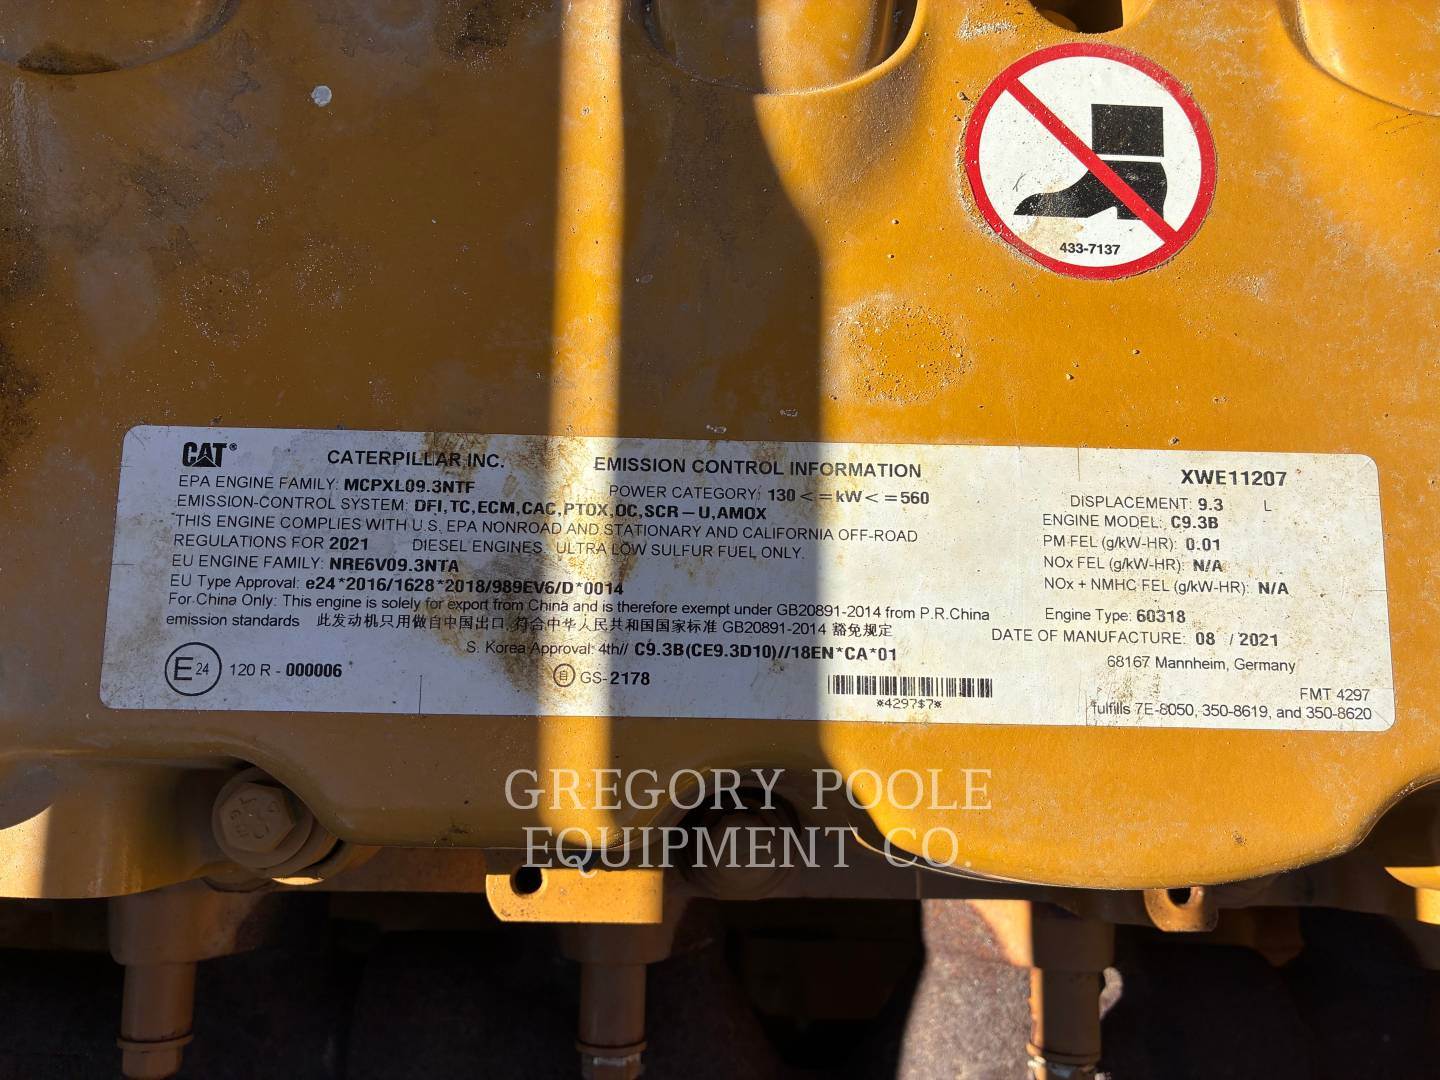 433-7137
CAT® CATERPILLAR INC. EMISSION CONTROL INFORMATION XWE11207
EPA ENGINE FAMILY: MCPXL09.3NTF POWER CATEGORY: 130<=kW<=560 DISPLACEMENT: 9.3 L
EMISSION-CONTROL SYSTEM: DFI,TC,ECM,CAC,PTOX,OC,SCR-U,AMOX ENGINE MODEL: C9.3B
THIS ENGINE COMPLIES WITH U.S. EPA NONROAD AND STATIONARY AND CALIFORNIA OFF-ROAD PM FEL (g/kW-HR): 0.01
REGULATIONS FOR 2021 DIESEL ENGINES. ULTRA LOW SULFUR FUEL ONLY. NOx FEL (g/kW-HR): N/A
EU ENGINE FAMILY: NRE6V09.3NTA NOx + NMHC FEL (g/kW-HR): N/A
EU Type Approval: e24*2016/1628*2018/989EV6/D*0014
For China Only: This engine is solely for export from China and is therefore exempt under GB20891-2014 from P.R.China Engine Type: 60318
emission standards 此发动机只用做自中国出口, 符合中华人民共和国国家标准 GB20891-2014 豁免规定 DATE OF MANUFACTURE: 08 / 2021
S. Korea Approval: 4th// C9.3B(CE9.3D10)//18EN*CA*01 68167 Mannheim, Germany
E 24 120 R - 000006 GS-2178 FMT 4297
*4297$7* fulfills 7E-8050, 350-8619, and 350-8620
GREGORY POOLE
EQUIPMENT CO.